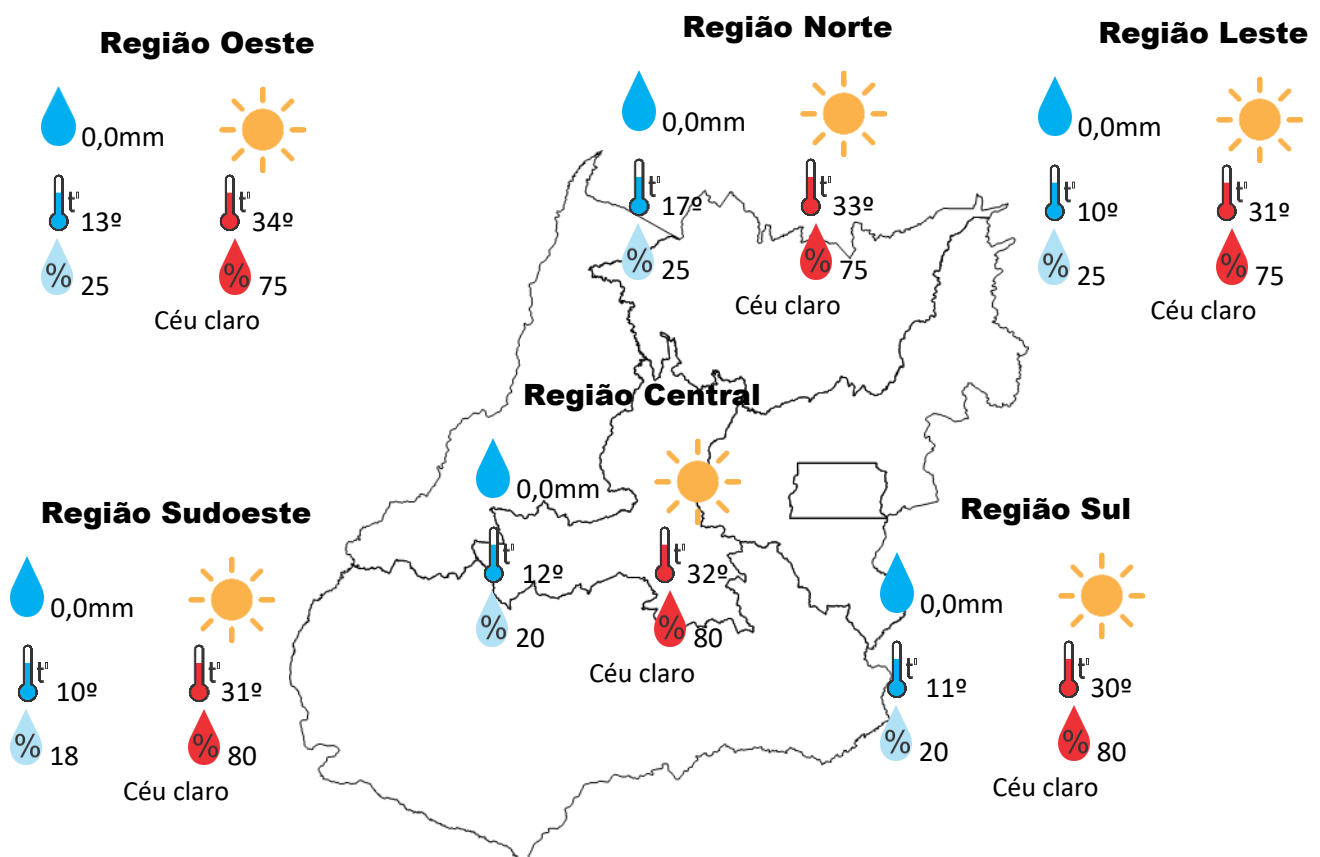 Região Oeste
0,0mm
t° t°
13º 34º
% %
25 75
Céu claro
Região Norte
0,0mm
t° t°
17º 33º
% %
25 75
Céu claro
Região Leste
0,0mm
t° t°
10º 31º
% %
25 75
Céu claro
Região Central
0,0mm
t° t°
12º 32º
% %
20 80
Céu claro
Região Sudoeste
0,0mm
t° t°
10º 31º
% %
18 80
Céu claro
Região Sul
0,0mm
t° t°
11º 30º
% %
20 80
Céu claro